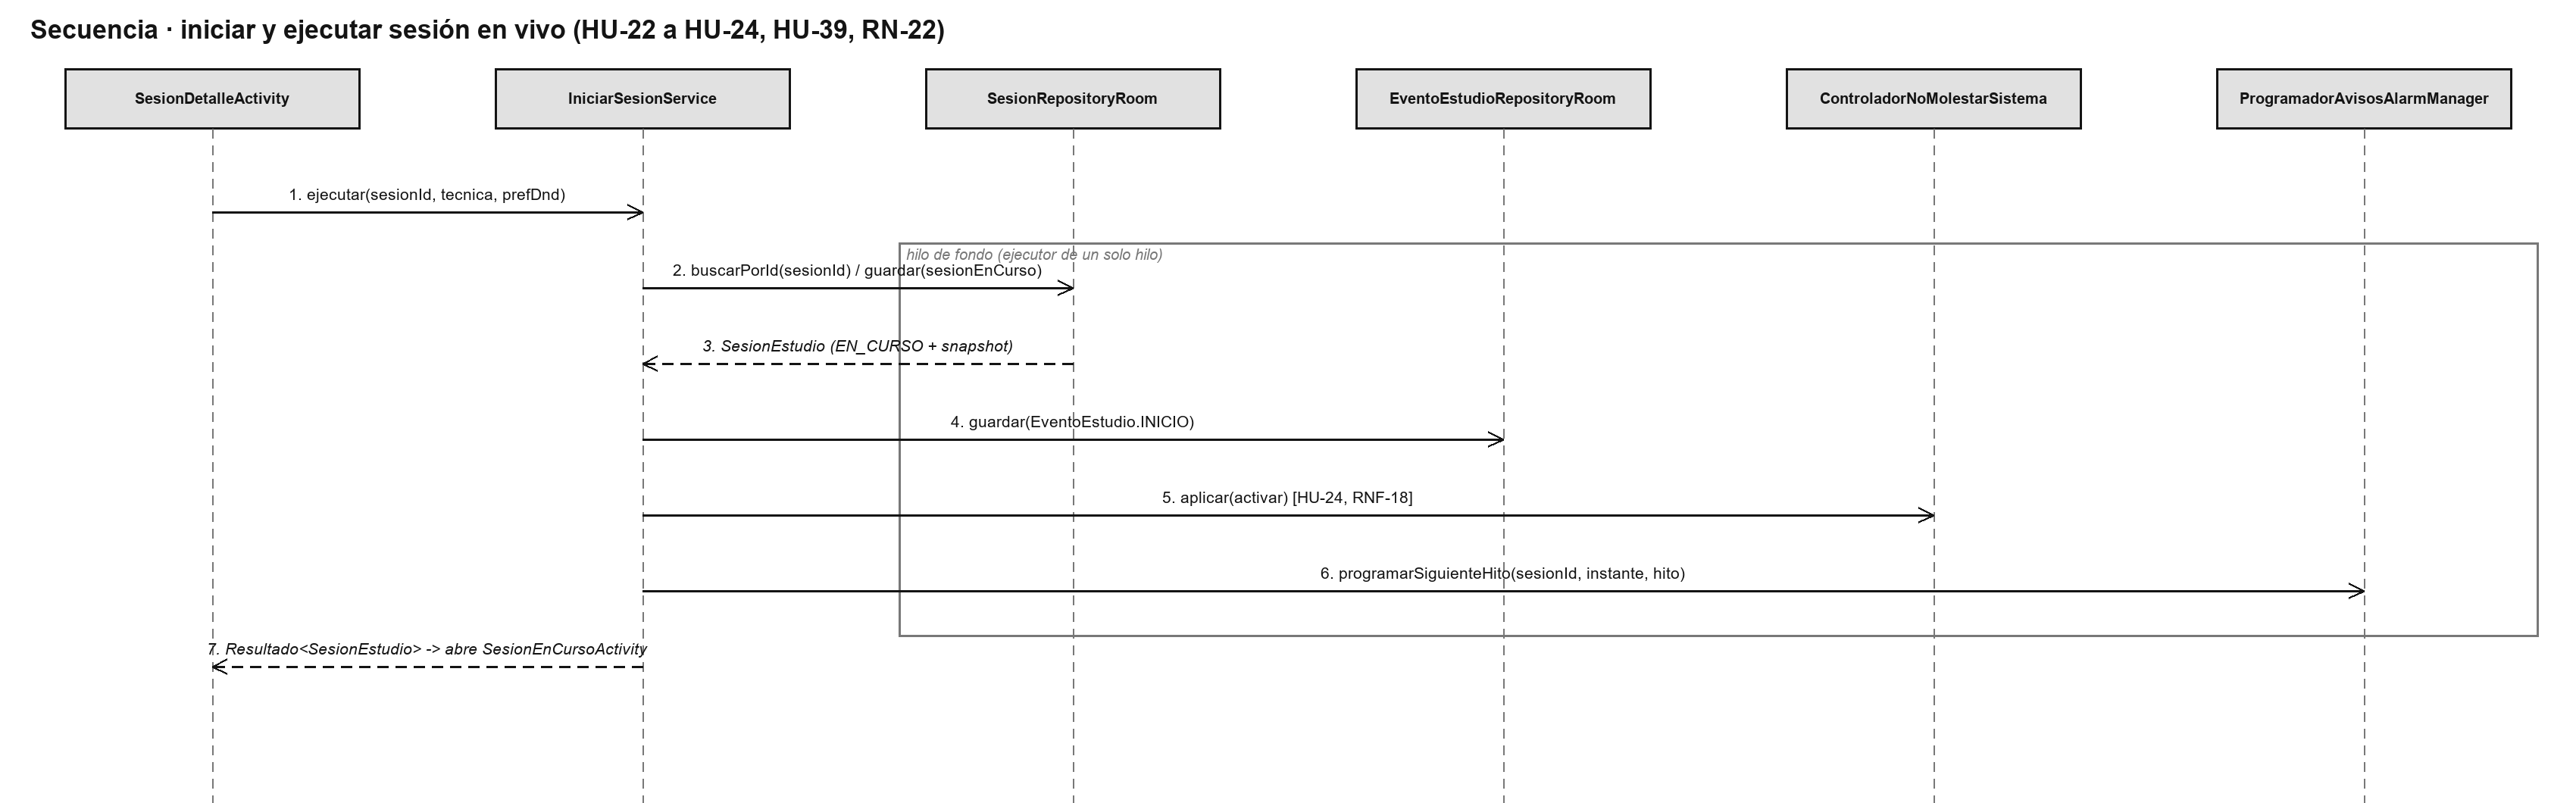 Secuencia · iniciar y ejecutar sesión en vivo (HU-22 a HU-24, HU-39, RN-22)
SesionDetalleActivity
IniciarSesionService
SesionRepositoryRoom
EventoEstudioRepositoryRoom
ControladorNoMolestarSistema
ProgramadorAvisosAlarmManager
1. ejecutar(sesionId, tecnica, prefDnd)
hilo de fondo (ejecutor de un solo hilo)
2. buscarPorId(sesionId) / guardar(sesionEnCurso)
3. SesionEstudio (EN_CURSO + snapshot)
4. guardar(EventoEstudio.INICIO)
5. aplicar(activar) [HU-24, RNF-18]
6. programarSiguienteHito(sesionId, instante, hito)
7. Resultado<SesionEstudio> -> abre SesionEnCursoActivity